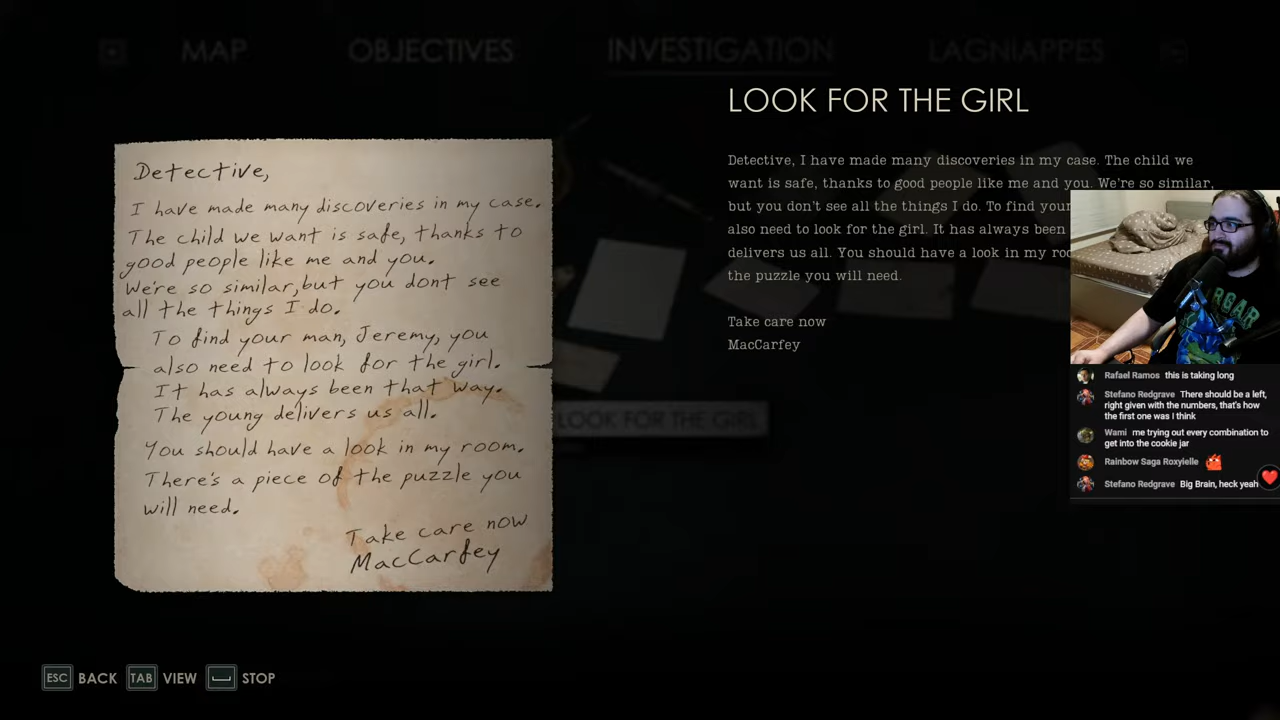 MAP
OBJECTIVES
INVESTIGATION
LAGNIAPPES
LOOK FOR THE GIRL
Detective,
I have made many discoveries in my case.
The child we want is safe, thanks to
good people like me and you.
We're so similar, but you dont see
all the things I do.
To find your man, Jeremy, you
also need to look for the girl.
It has always been that way.
The young delivers us all.
You should have a look in my room.
There's a piece of the puzzle you
will need.
Take care now
MacCarfey
Detective, I have made many discoveries in my case. The child we
want is safe, thanks to good people like me and you. We're so similar,
but you don't see all the things I do. To find your
also need to look for the girl. It has always been
delivers us all. You should have a look in my
the puzzle you will need.
Take care now
MacCarfey
LOOK FOR THE GIRL
Rafael Ramos this is taking long
Stefano Redgrave There should be a left,
right given with the numbers, that's how
the first one was I think
Wami me trying out every combination to
get into the cookie jar
Rainbow Saga Roxyielle
Stefano Redgrave Big Brain, heck yeah
ESC BACK TAB VIEW STOP